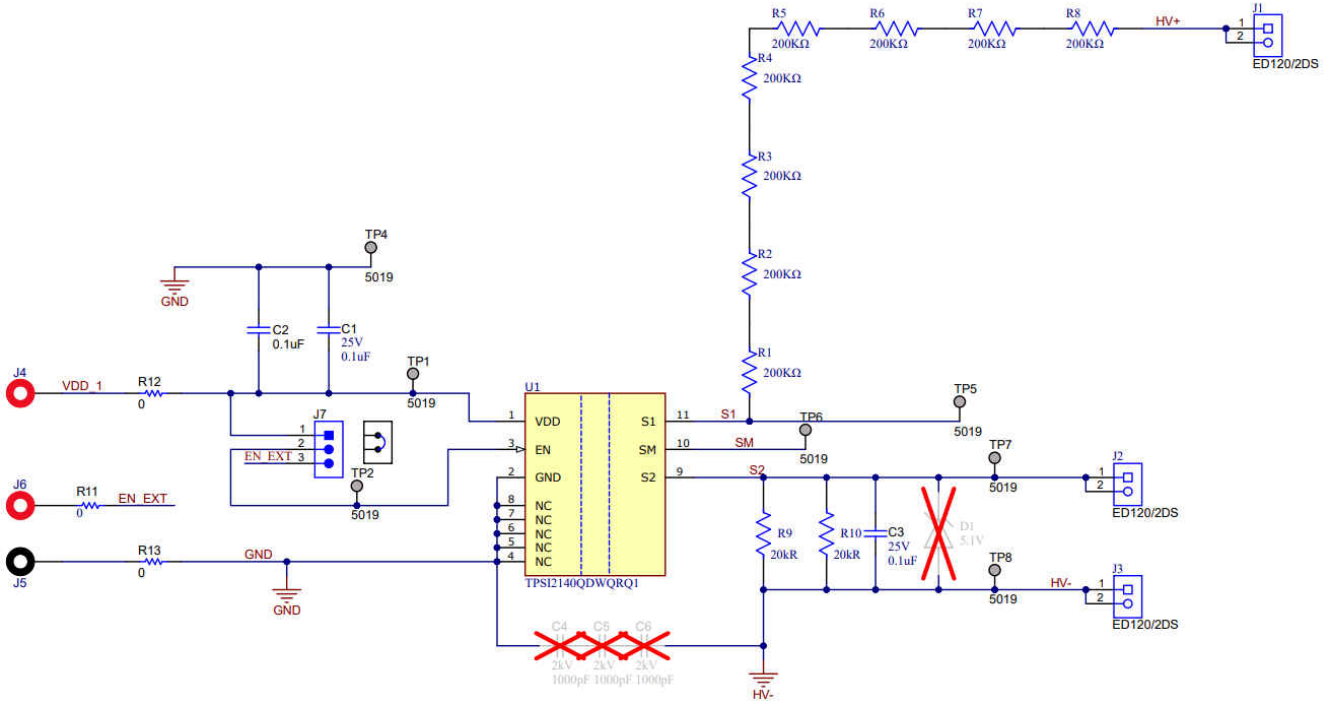 R5
R6
R7
R8
HV+
J1
1
2
200KΩ
200KΩ
200KΩ
200KΩ
ED120/2DS
R4
200KΩ
R3
200KΩ
TP4
5019
R2
200KΩ
GND
C2
0.1uF
C1
25V
0.1uF
R1
200KΩ
J4
VDD_1
R12
0
TP1
5019
U1
TP5
5019
J7
1
2
3
EN_EXT
1
VDD
S1
11
S1
TP6
5019
3
EN
SM
10
SM
2
GND
S2
9
S2
TP7
5019
J2
1
2
ED120/2DS
TP2
5019
J6
R11
0
EN_EXT
8
NC
7
NC
6
NC
5
NC
4
NC
R9
20kR
R10
20kR
C3
25V
0.1uF
D1
5.1V
J5
R13
0
GND
GND
TPSI2140QDWQRQ1
TP8
5019
HV-
J3
1
2
ED120/2DS
C4
C5
C6
2kV
2kV
2kV
1000pF
1000pF
1000pF
HV-